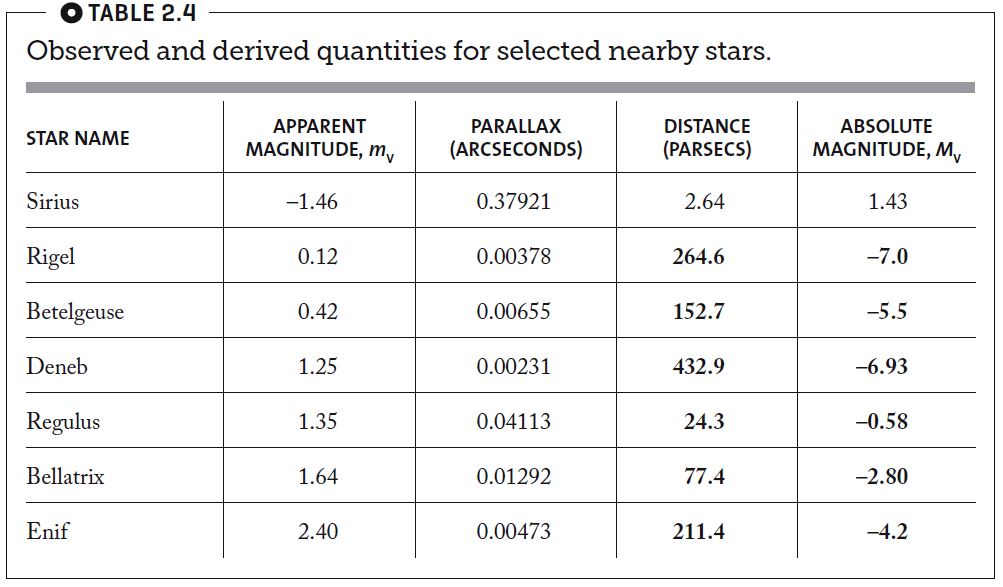 TABLE 2.4
Observed and derived quantities for selected nearby stars.
STAR NAME APPARENT MAGNITUDE, mv PARALLAX (ARCSECONDS) DISTANCE (PARSECS) ABSOLUTE MAGNITUDE, Mv
Sirius –1.46 0.37921 2.64 1.43
Rigel 0.12 0.00378 264.6 –7.0
Betelgeuse 0.42 0.00655 152.7 –5.5
Deneb 1.25 0.00231 432.9 –6.93
Regulus 1.35 0.04113 24.3 –0.58
Bellatrix 1.64 0.01292 77.4 –2.80
Enif 2.40 0.00473 211.4 –4.2